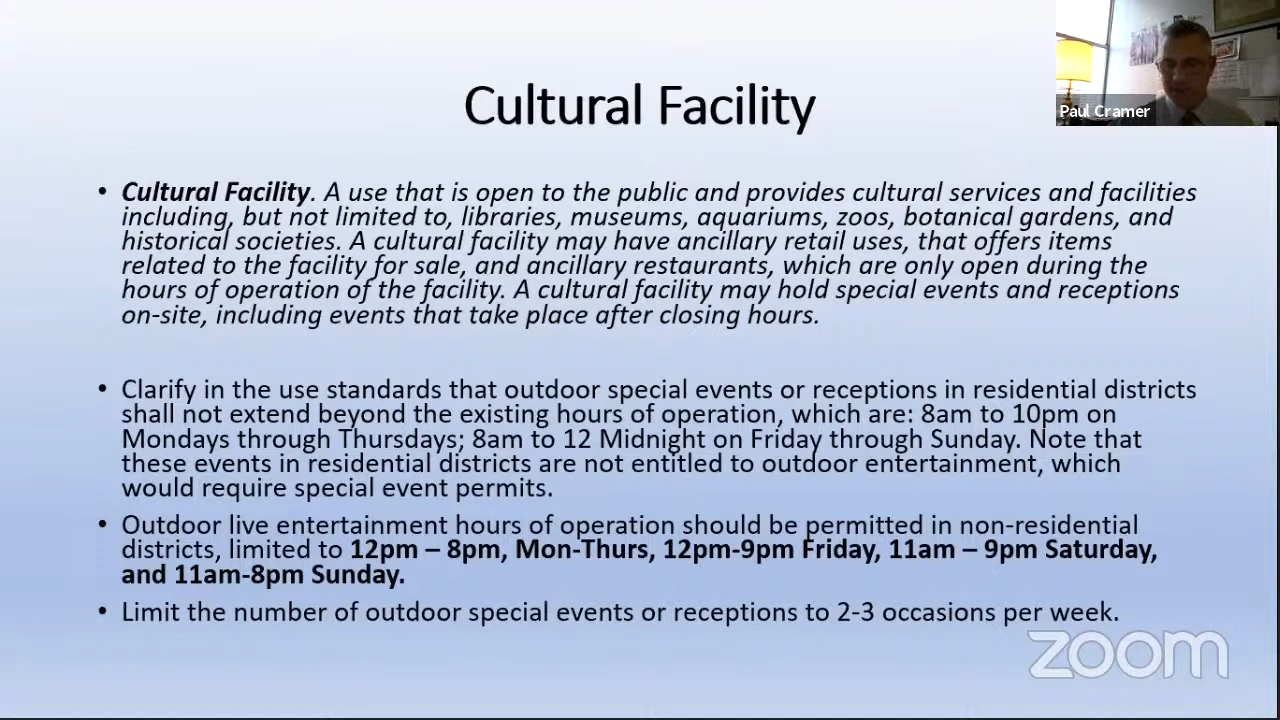 Cultural Facility
Paul Cramer
• Cultural Facility. A use that is open to the public and provides cultural services and facilities
including, but not limited to, libraries, museums, aquariums, zoos, botanical gardens, and
historical societies. A cultural facility may have ancillary retail uses, that offers items
related to the facility for sale, and ancillary restaurants, which are only open during the
hours of operation of the facility. A cultural facility may hold special events and receptions
on-site, including events that take place after closing hours.
• Clarify in the use standards that outdoor special events or receptions in residential districts
shall not extend beyond the existing hours of operation, which are: 8am to 10pm on
Mondays through Thursdays; 8am to 12 Midnight on Friday through Sunday. Note that
these events in residential districts are not entitled to outdoor entertainment, which
would require special event permits.
• Outdoor live entertainment hours of operation should be permitted in non-residential
districts, limited to 12pm – 8pm, Mon-Thurs, 12pm-9pm Friday, 11am – 9pm Saturday,
and 11am-8pm Sunday.
• Limit the number of outdoor special events or receptions to 2-3 occasions per week.
zoom